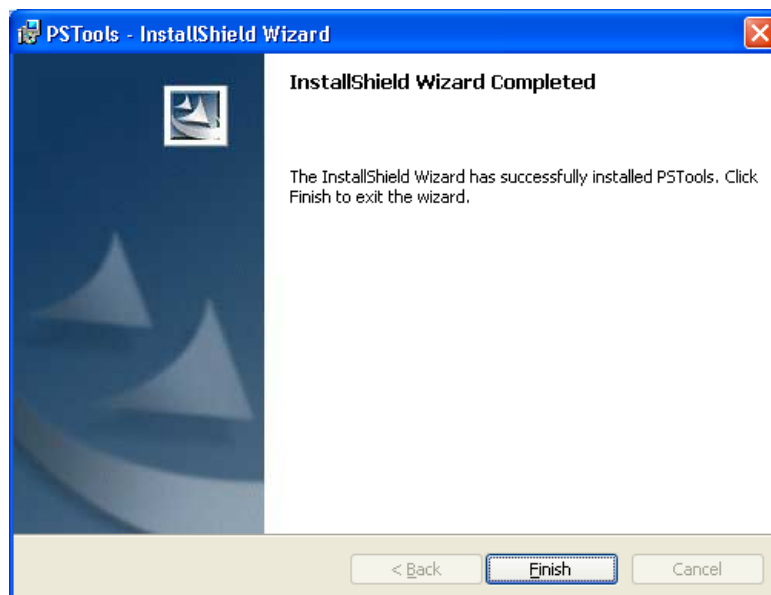 PSTools - InstallShield Wizard
InstallShield Wizard Completed
The InstallShield Wizard has successfully installed PSTools. Click
Finish to exit the wizard.
< Back
Finish
Cancel